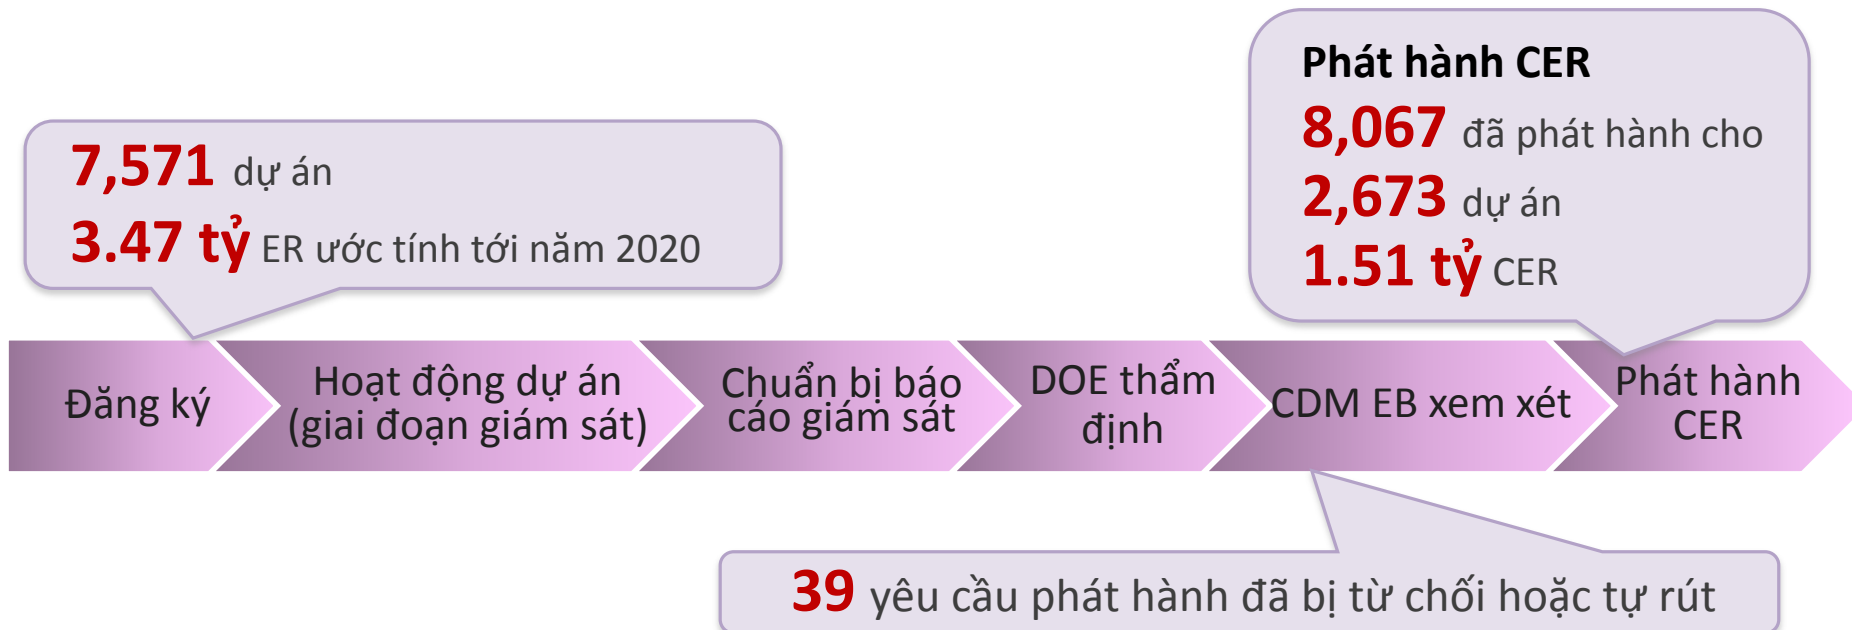 Phát hành CER
8,067 đã phát hành cho
2,673 dự án
1.51 tỷ CER
7,571 dự án
3.47 tỷ ER ước tính tới năm 2020
Đăng ký
Hoạt động dự án
(giai đoạn giám sát)
Chuẩn bị báo
cáo giám sát
DOE thẩm
định
CDM EB xem xét
Phát hành
CER
39 yêu cầu phát hành đã bị từ chối hoặc tự rút